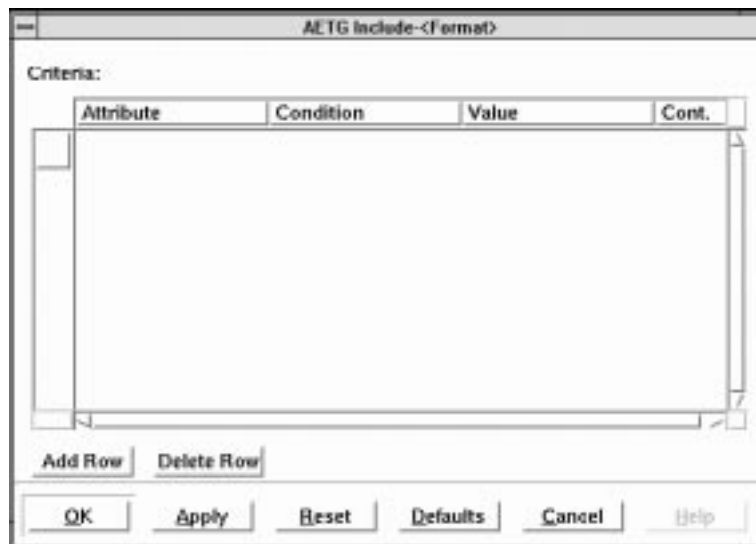 AETG Include-<Format>
Criteria:
Attribute Condition Value Cont.
Add Row Delete Row
OK Apply Reset Defaults Cancel Help